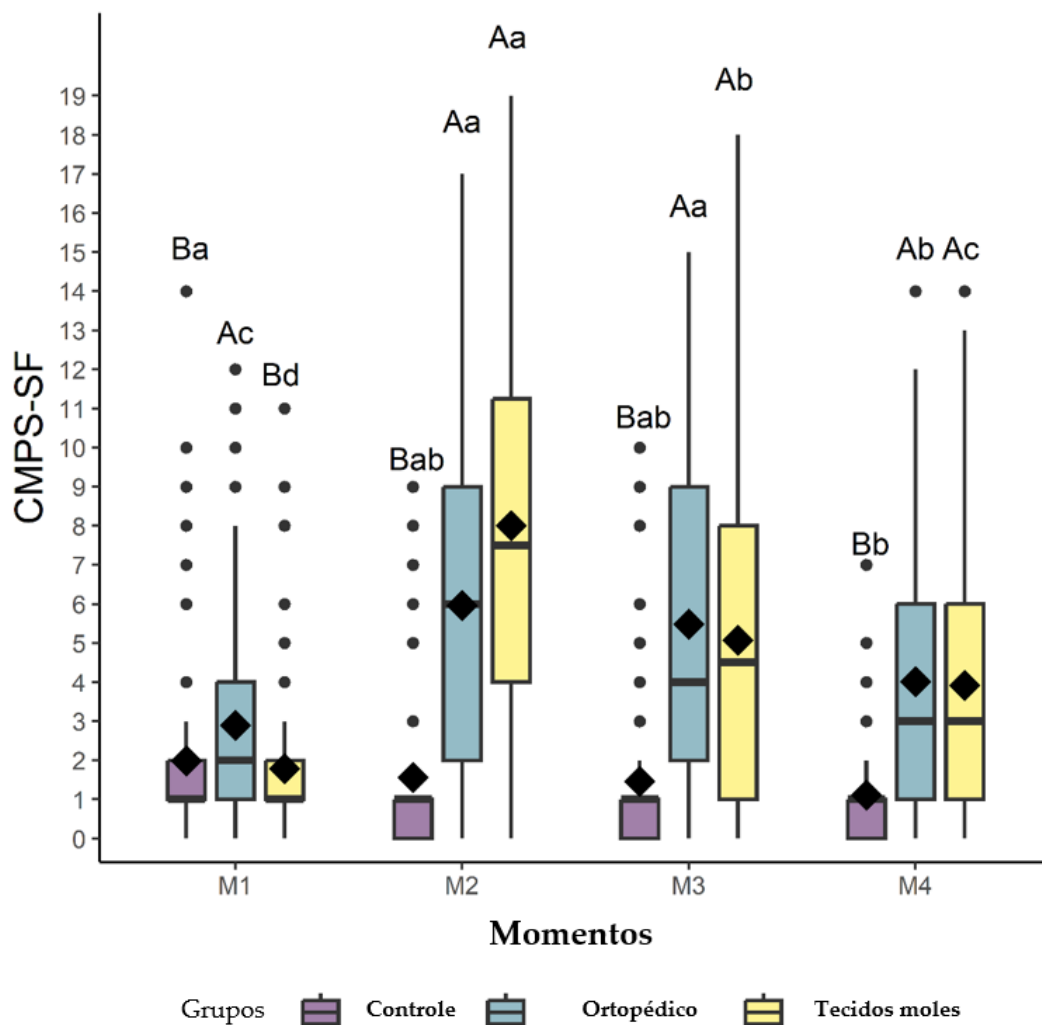 Aa
Aa
Ab
19
18
17
16
15
14
13
12
11
10
9
8
7
6
5
4
3
2
1
0
Ba
Ac
Bd
Bab
Aa
Bab
Ab
Ac
Bb
CMPS-SF
M1 M2 M3 M4
Momentos
Grupos Controle Ortopédico Tecidos moles